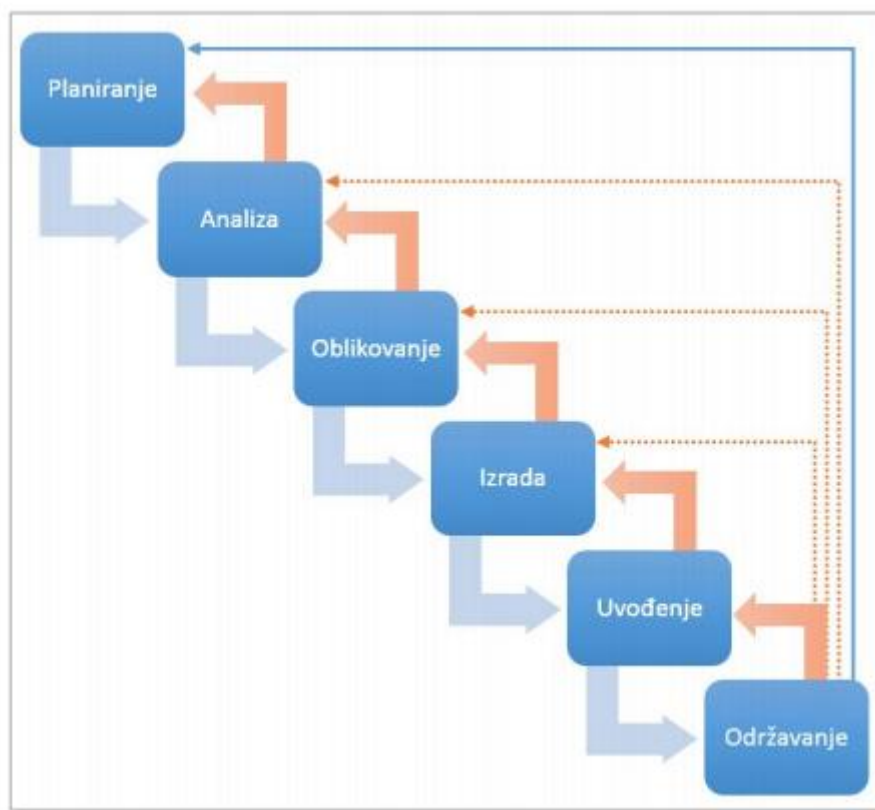 Planiranje
Analiza
Oblikovanje
Izrada
Uvođenje
Održavanje